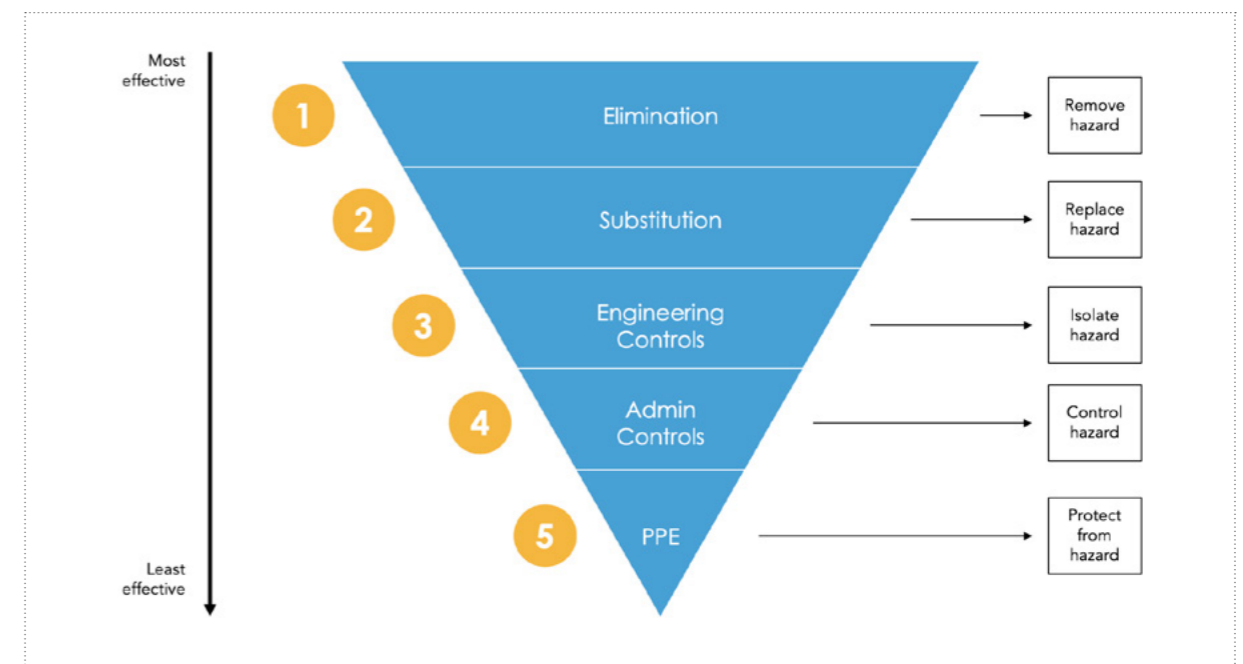 Most
effective
1
Elimination
Remove
hazard
2
Substitution
Replace
hazard
3
Engineering
Controls
Isolate
hazard
4
Admin
Controls
Control
hazard
5
PPE
Protect
from
hazard
Least
effective